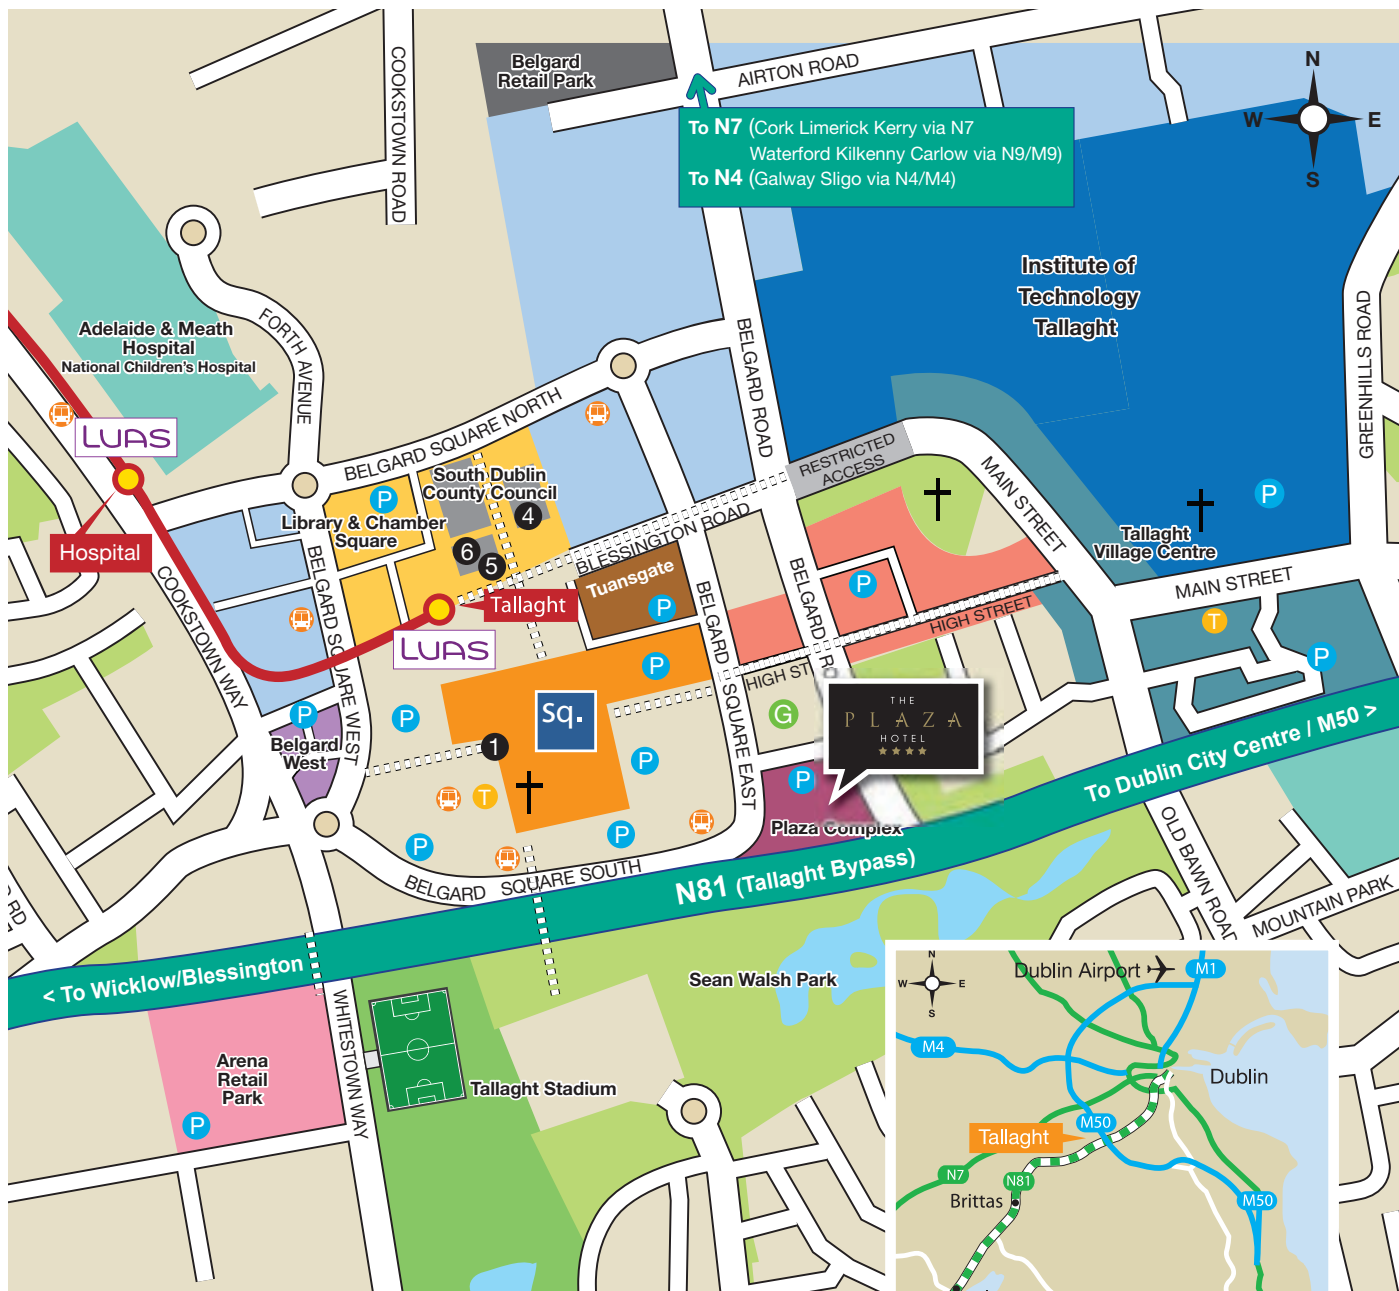 Belgard
Retail Park
AIRTON ROAD
COOKSTOWN ROAD
N
W
E
S
To N7 (Cork Limerick Kerry via N7
Waterford Kilkenny Carlow via N9/M9)
To N4 (Galway Sligo via N4/M4)
Institute of
Technology
Tallaght
GREENHILLS ROAD
Adelaide & Meath
Hospital
National Children's Hospital
FORTH AVENUE
BELGARD ROAD
LUAS
BELGARD SQUARE NORTH
RESTRICTED
ACCESS
MAIN STREET
South Dublin
County Council
P
4
Library & Chamber
Square
6
5
Hospital
BLESSINGTON ROAD
P
Tallaght
Village Centre
Tuansgate
P
Tallaght
LUAS
COOKSTOWN WAY
BELGARD SQUARE WEST
BELGARD SQUARE EAST
BELGARD R
P
HIGH STREET
MAIN STREET
T
P
P
HIGH ST
Sq.
G
THE
PLAZA
HOTEL
P
P
Belgard
West
1
P
P
T
P
P
Plaza Complex
To Dublin City Centre / M50 >
BELGARD SQUARE SOUTH
N81 (Tallaght Bypass)
OLD BAWN ROAD
MOUNTAIN PARK
RD
< To Wicklow/Blessington
WHITESTOWN WAY
Sean Walsh Park
Arena
Retail
Park
P
Tallaght Stadium
N
W
E
S
Dublin Airport
M1
M4
Dublin
M50
Tallaght
N7
N81
Brittas
M50